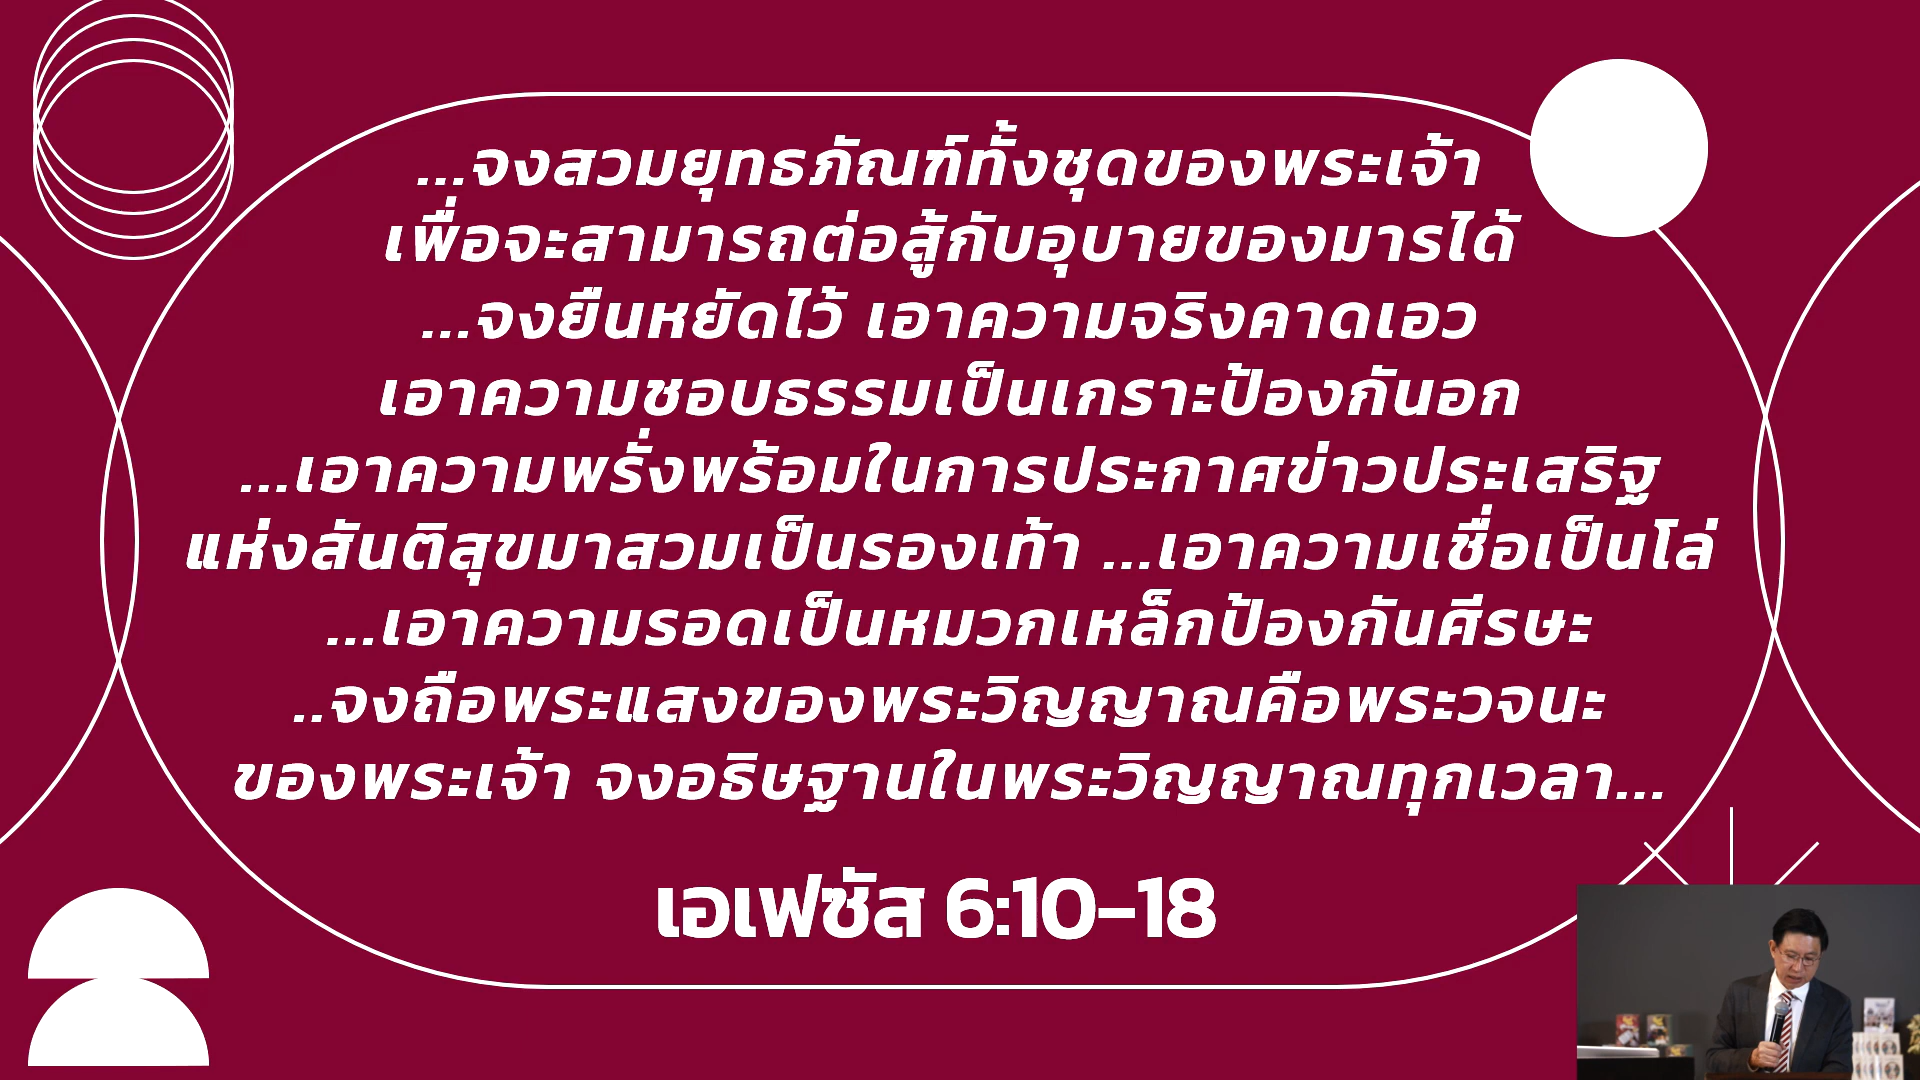 ...จงสวมยุทธภัณฑ์ทั้งชุดของพระเจ้า
เพื่อจะสามารถต่อสู้กับอุบายของมารได้
...จงยืนหยัดไว้ เอาความจริงคาดเอว
เอาความชอบธรรมเป็นเกราะป้องกันอก
...เอาความพรั่งพร้อมในการประกาศข่าวประเสริฐ
แห่งสันติสุขมาสวมเป็นรองเท้า ...เอาความเชื่อเป็นโล่
...เอาความรอดเป็นหมวกเหล็กป้องกันศีรษะ
..จงถือพระแสงของพระวิญญาณคือพระวจนะ
ของพระเจ้า จงอธิษฐานในพระวิญญาณทุกเวลา...
เอเฟซัส 6:10–18